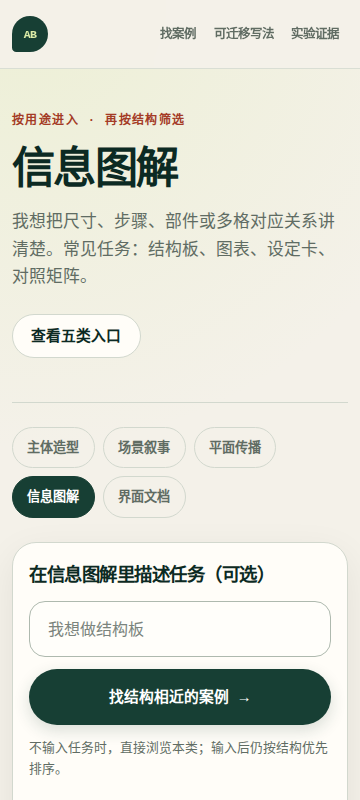 AB
找案例 可迁移写法 实验证据
按用途进入 · 再按结构筛选
信息图解
我想把尺寸、步骤、部件或多格对应关系讲
清楚。常见任务：结构板、图表、设定卡、
对照矩阵。
查看五类入口
主体造型 场景叙事 平面传播
信息图解 界面文档
在信息图解里描述任务（可选）
我想做结构板
找结构相近的案例 →
不输入任务时，直接浏览本类；输入后仍按结构优先
排序。